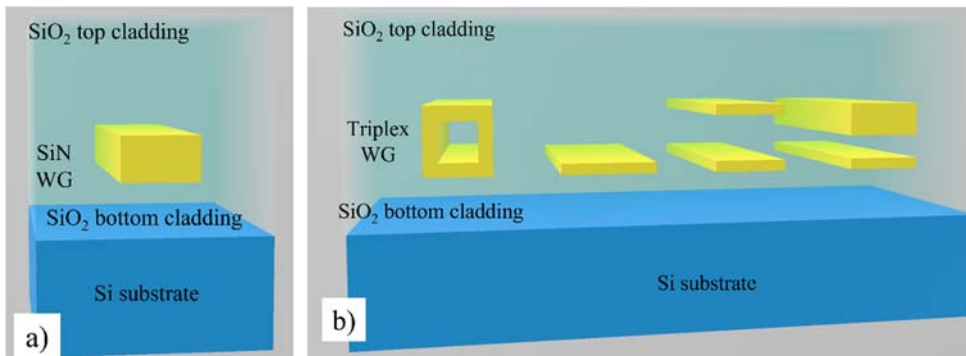 SiO₂ top cladding
SiN
WG
SiO₂ bottom cladding
Si substrate
a)
SiO₂ top cladding
Triplex
WG
SiO₂ bottom cladding
Si substrate
b)